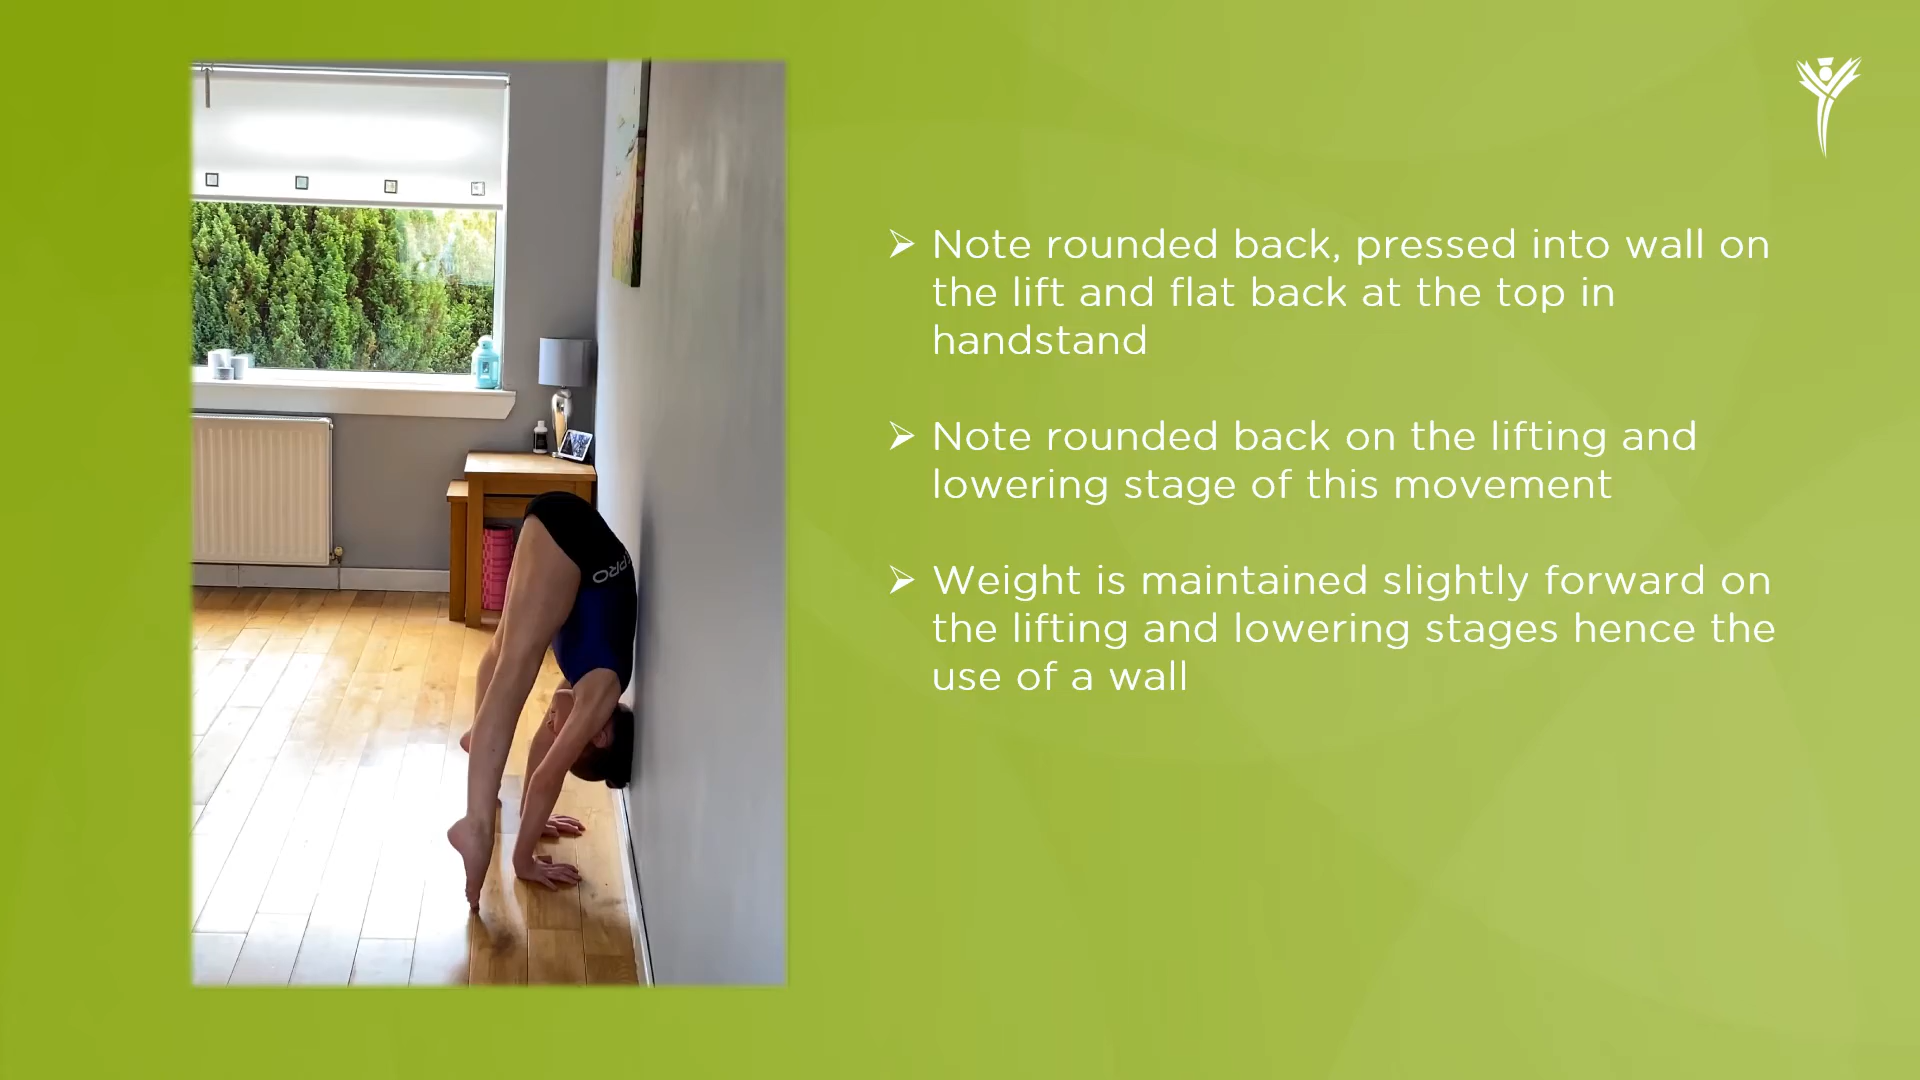 Note rounded back, pressed into wall on
the lift and flat back at the top in
handstand
Note rounded back on the lifting and
lowering stage of this movement
Weight is maintained slightly forward on
the lifting and lowering stages hence the
use of a wall
PRO